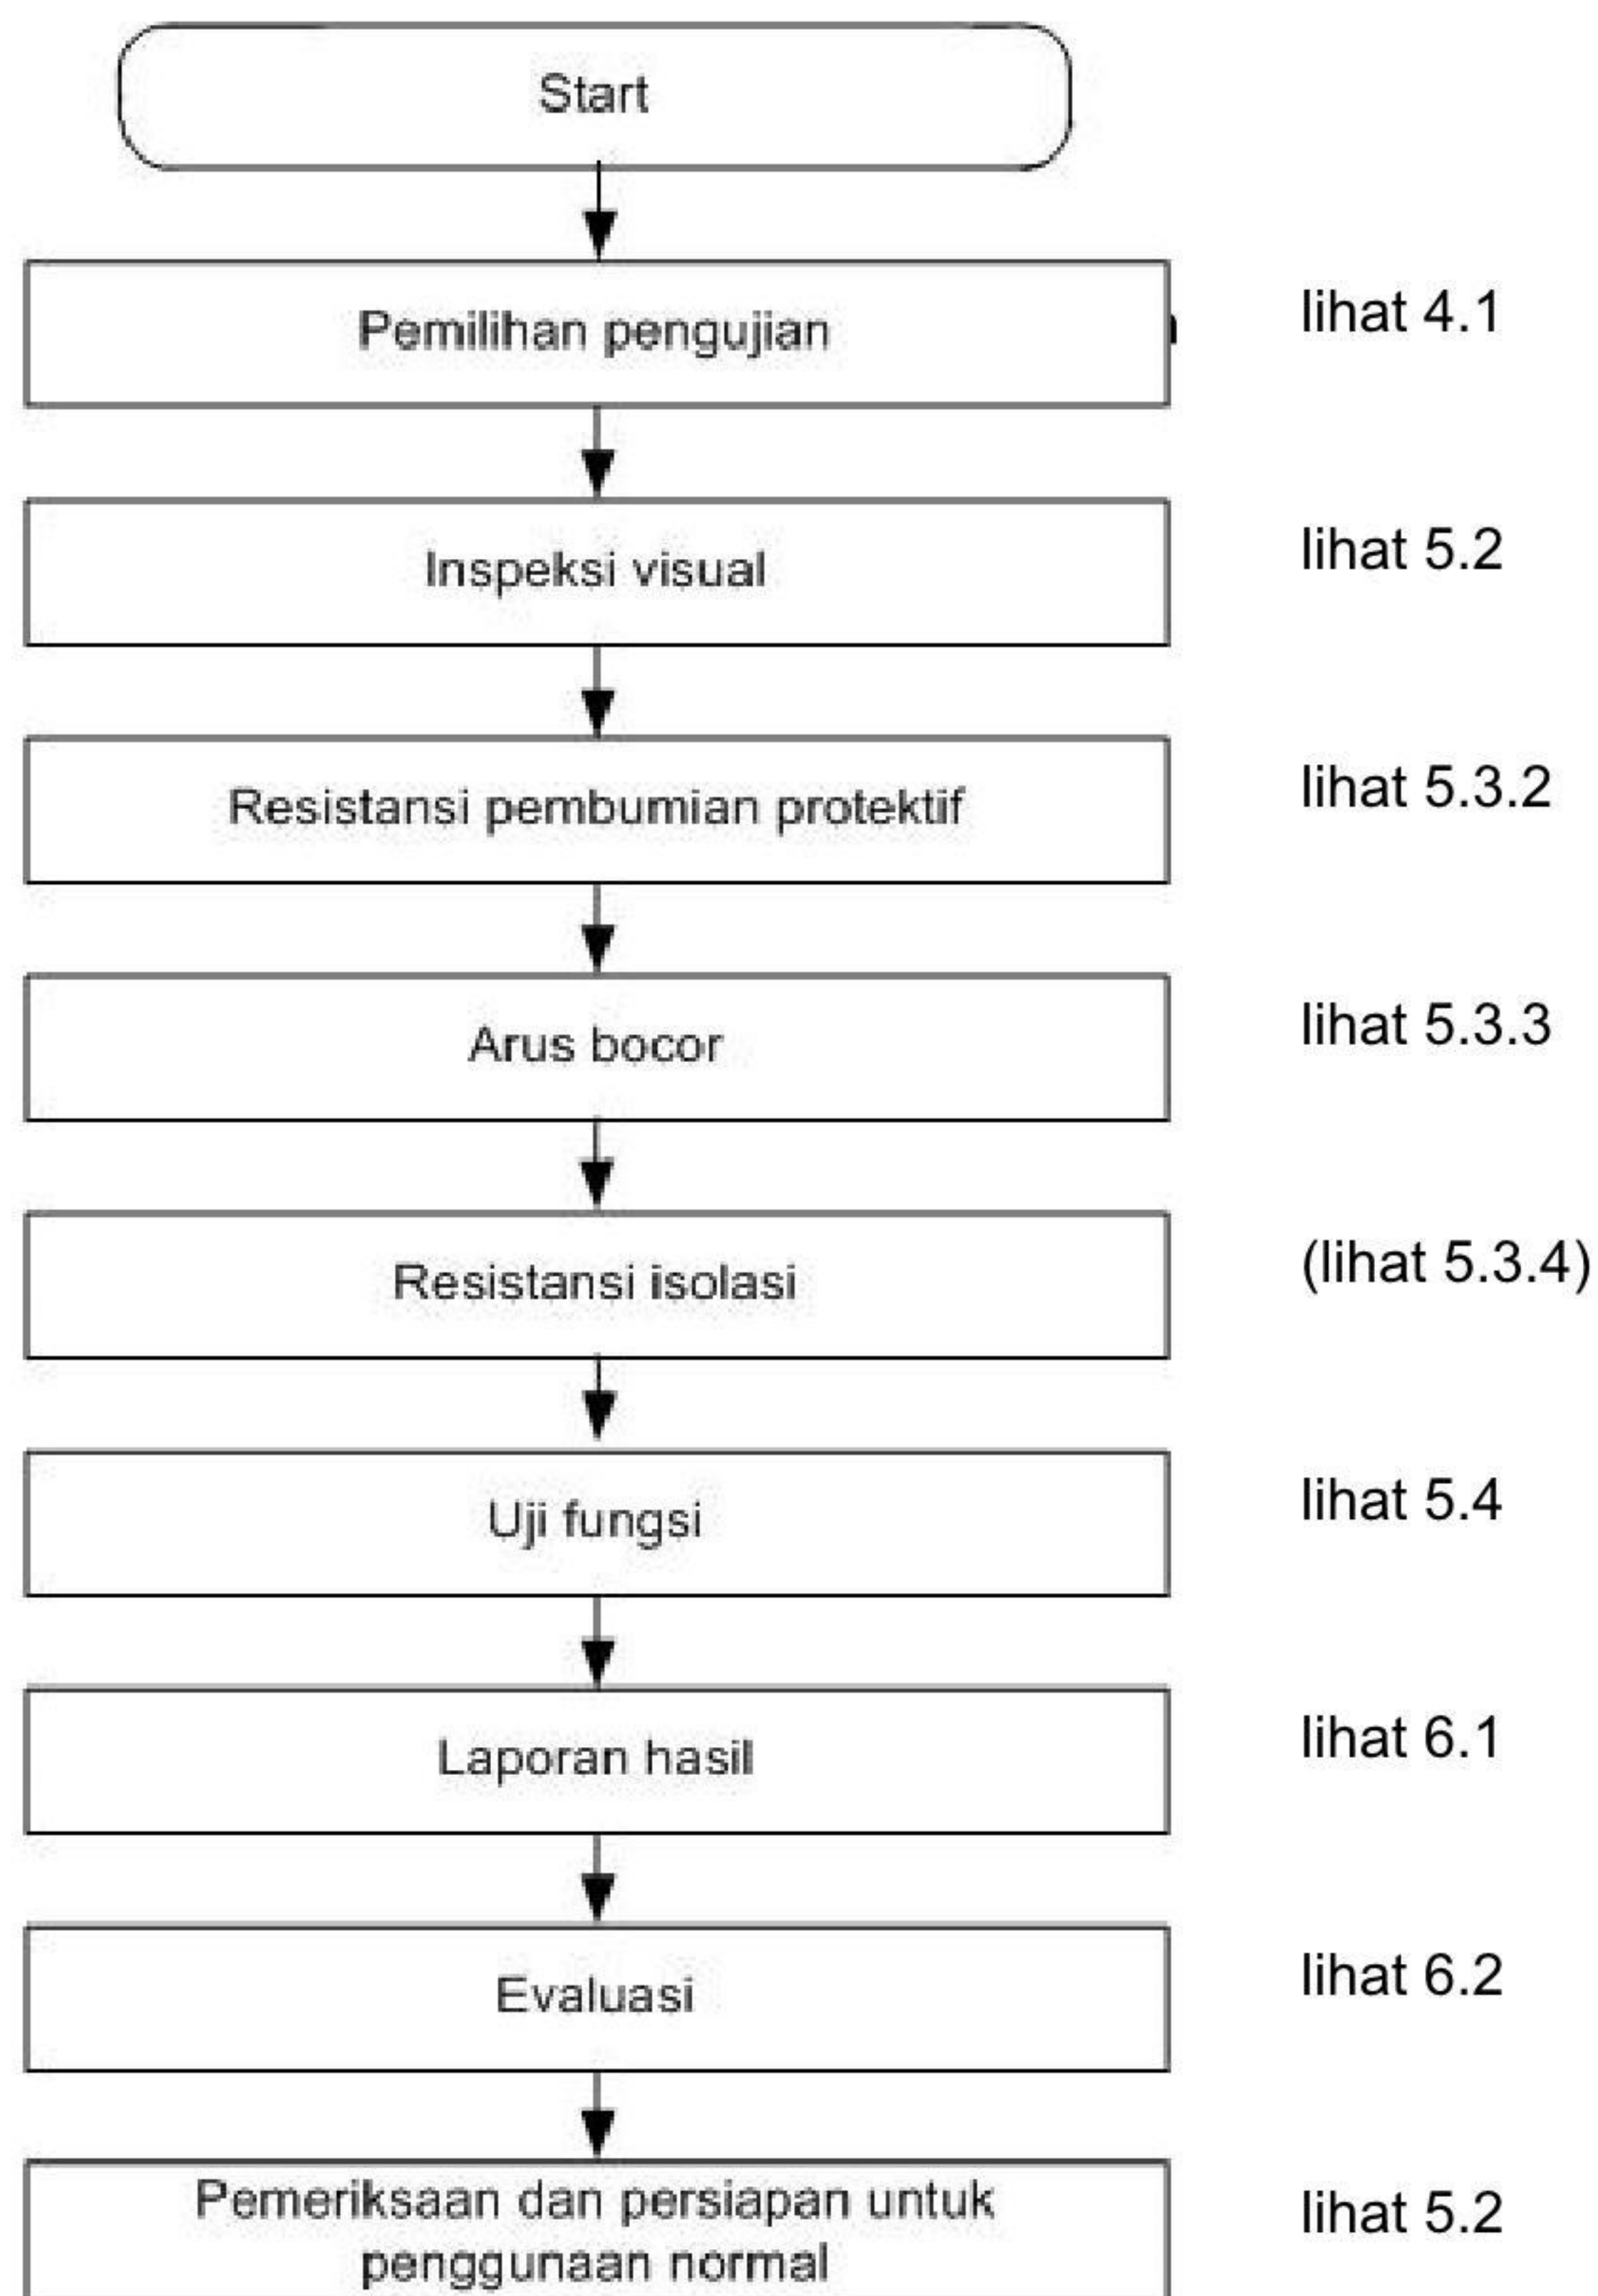 Start
Pemilihan pengujian
lihat 4.1
Inspeksi visual
lihat 5.2
Resistansi pembumian protektif
lihat 5.3.2
Arus bocor
lihat 5.3.3
Resistansi isolasi
(lihat 5.3.4)
Uji fungsi
lihat 5.4
Laporan hasil
lihat 6.1
Evaluasi
lihat 6.2
Pemeriksaan dan persiapan untuk
penggunaan normal
lihat 5.2